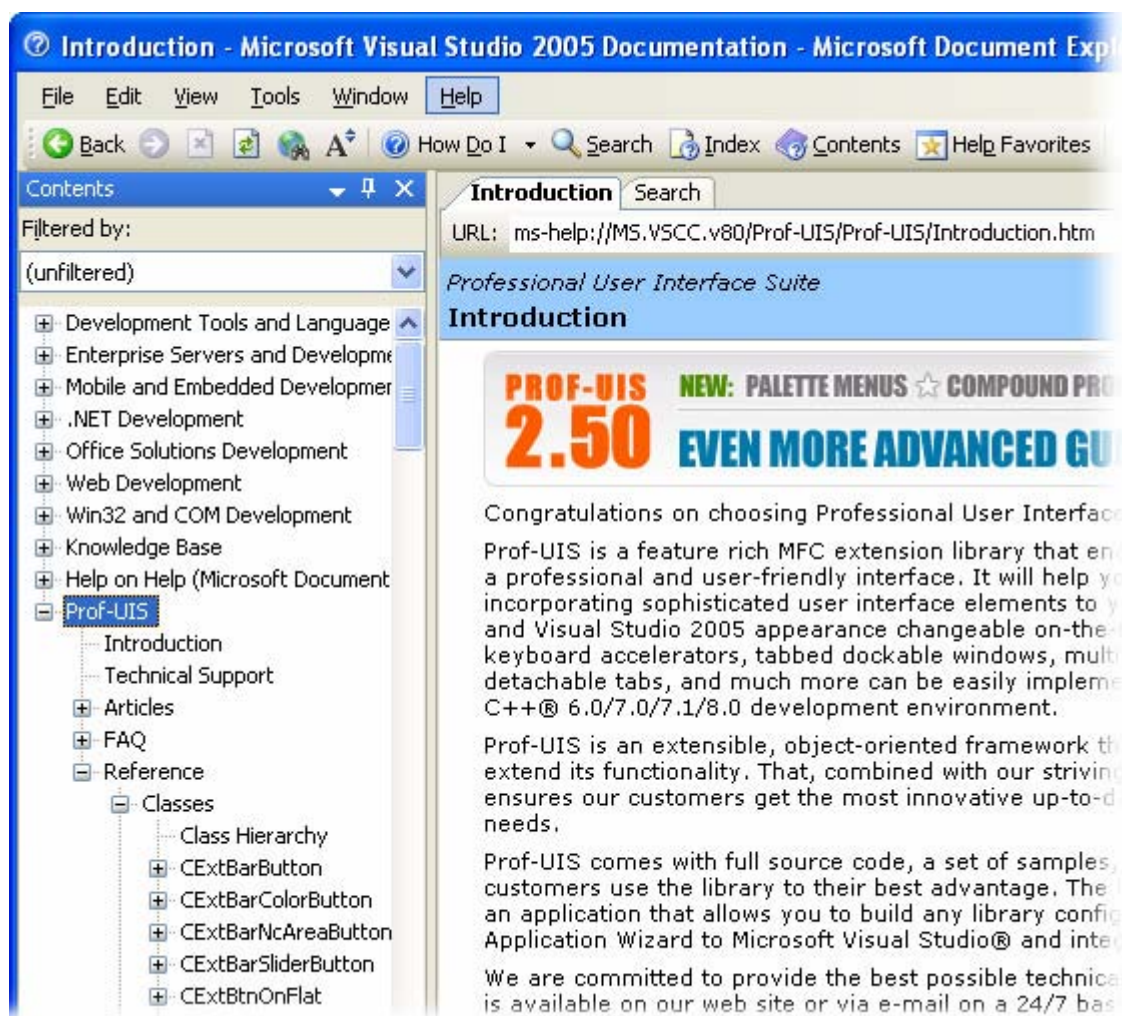 Introduction - Microsoft Visual Studio 2005 Documentation - Microsoft Document
File Edit View Tools Window Help
Back How Do I Search Index Contents Help Favorites
Contents
Filtered by:
(unfiltered)
Development Tools and Language
Enterprise Servers and Developme
Mobile and Embedded Developmer
.NET Development
Office Solutions Development
Web Development
Win32 and COM Development
Knowledge Base
Help on Help (Microsoft Document
Prof-UIS
Introduction
Technical Support
Articles
FAQ
Reference
Classes
Class Hierarchy
CExtBarButton
CExtBarColorButton
CExtBarNcAreaButton
CExtBarSliderButton
CExtBtnOnFlat
Introduction Search
URL: ms-help://MS.VSCC.v80/Prof-UIS/Prof-UIS/Introduction.htm
Professional User Interface Suite
Introduction
PROF-UIS
2.50
NEW: PALETTE MENUS ☆ COMPOUND
EVEN MORE ADVANCED
Congratulations on choosing Professional User Interfac
Prof-UIS is a feature rich MFC extension library that en
a professional and user-friendly interface. It will help
incorporating sophisticated user interface elements to
and Visual Studio 2005 appearance changeable on-the-
keyboard accelerators, tabbed dockable windows, mult
detachable tabs, and much more can be easily impleme
C++® 6.0/7.0/7.1/8.0 development environment.
Prof-UIS is an extensible, object-oriented framework th
extend its functionality. That, combined with our striving
ensures our customers get the most innovative up-to-d
needs.
Prof-UIS comes with full source code, a set of samples,
customers use the library to their best advantage. The
an application that allows you to build any library config
Application Wizard to Microsoft Visual Studio® and inte
We are committed to provide the best possible technica
is available on our web site or via e-mail on a 24/7 bas